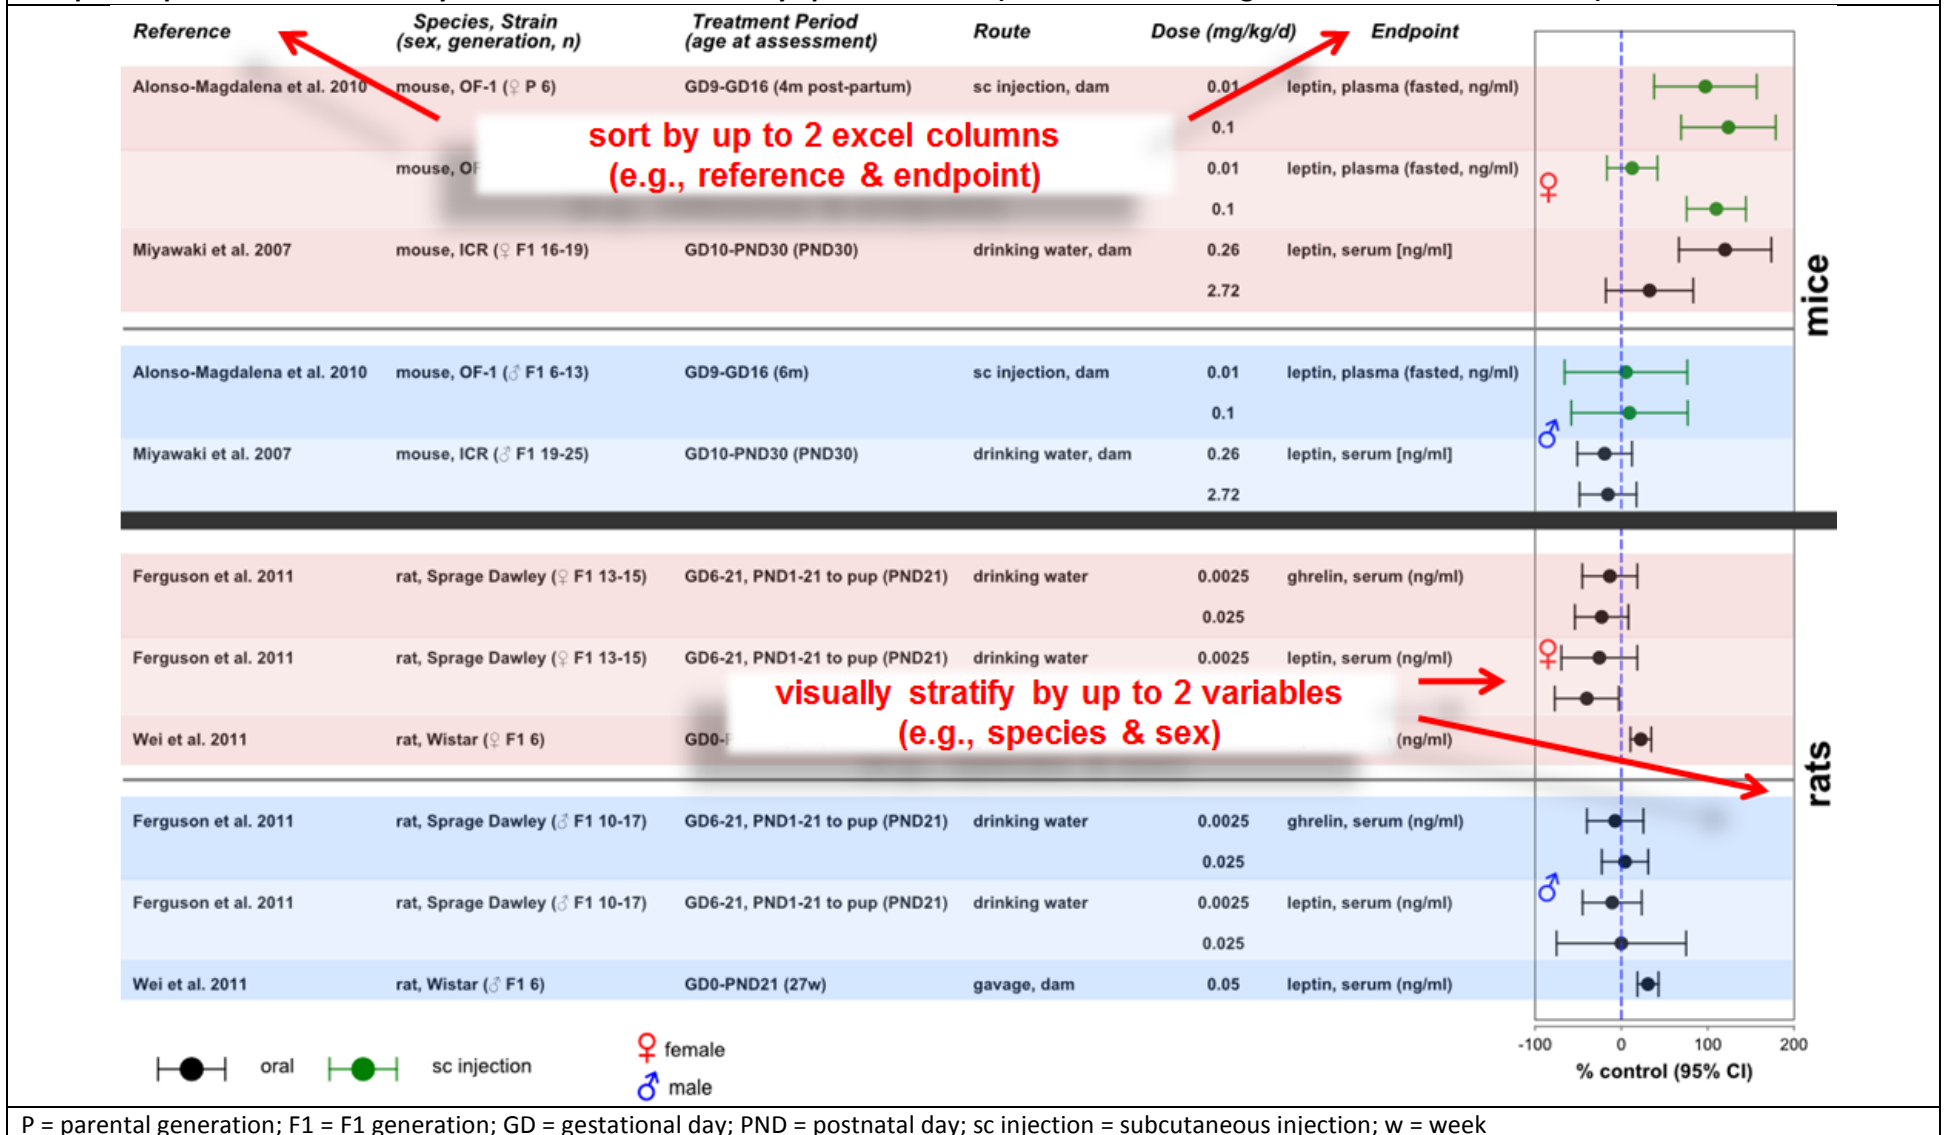 Reference Species, Strain (sex, generation, n) Treatment Period (age at assessment) Route Dose (mg/kg/d) Endpoint
Alonso-Magdalena et al. 2010 mouse, OF-1 (♀ P 6) GD9-GD16 (4m post-partum) sc injection, dam 0.01 leptin, plasma (fasted, ng/ml)
0.1
sort by up to 2 excel columns
(e.g., reference & endpoint)
mouse, OF 0.01 leptin, plasma (fasted, ng/ml)
♀
0.1
Miyawaki et al. 2007 mouse, ICR (♀ F1 16-19) GD10-PND30 (PND30) drinking water, dam 0.26 leptin, serum [ng/ml]
2.72
mice
Alonso-Magdalena et al. 2010 mouse, OF-1 (♂ F1 6-13) GD9-GD16 (6m) sc injection, dam 0.01 leptin, plasma (fasted, ng/ml)
0.1
♂
Miyawaki et al. 2007 mouse, ICR (♂ F1 19-25) GD10-PND30 (PND30) drinking water, dam 0.26 leptin, serum [ng/ml]
2.72
Ferguson et al. 2011 rat, Sprage Dawley (♀ F1 13-15) GD6-21, PND1-21 to pup (PND21) drinking water 0.0025 ghrelin, serum (ng/ml)
0.025
Ferguson et al. 2011 rat, Sprage Dawley (♀ F1 13-15) GD6-21, PND1-21 to pup (PND21) drinking water 0.0025 leptin, serum (ng/ml)
♀
visually stratify by up to 2 variables
(e.g., species & sex)
Wei et al. 2011 rat, Wistar (♀ F1 6) GD0- (ng/ml)
rats
Ferguson et al. 2011 rat, Sprage Dawley (♂ F1 10-17) GD6-21, PND1-21 to pup (PND21) drinking water 0.0025 ghrelin, serum (ng/ml)
0.025
♂
Ferguson et al. 2011 rat, Sprage Dawley (♂ F1 10-17) GD6-21, PND1-21 to pup (PND21) drinking water 0.0025 leptin, serum (ng/ml)
0.025
Wei et al. 2011 rat, Wistar (♂ F1 6) GD0-PND21 (27w) gavage, dam 0.05 leptin, serum (ng/ml)
-100 0 100 200
% control (95% CI)
oral sc injection
♀ female
♂ male
P = parental generation; F1 = F1 generation; GD = gestational day; PND = postnatal day; sc injection = subcutaneous injection; w = week